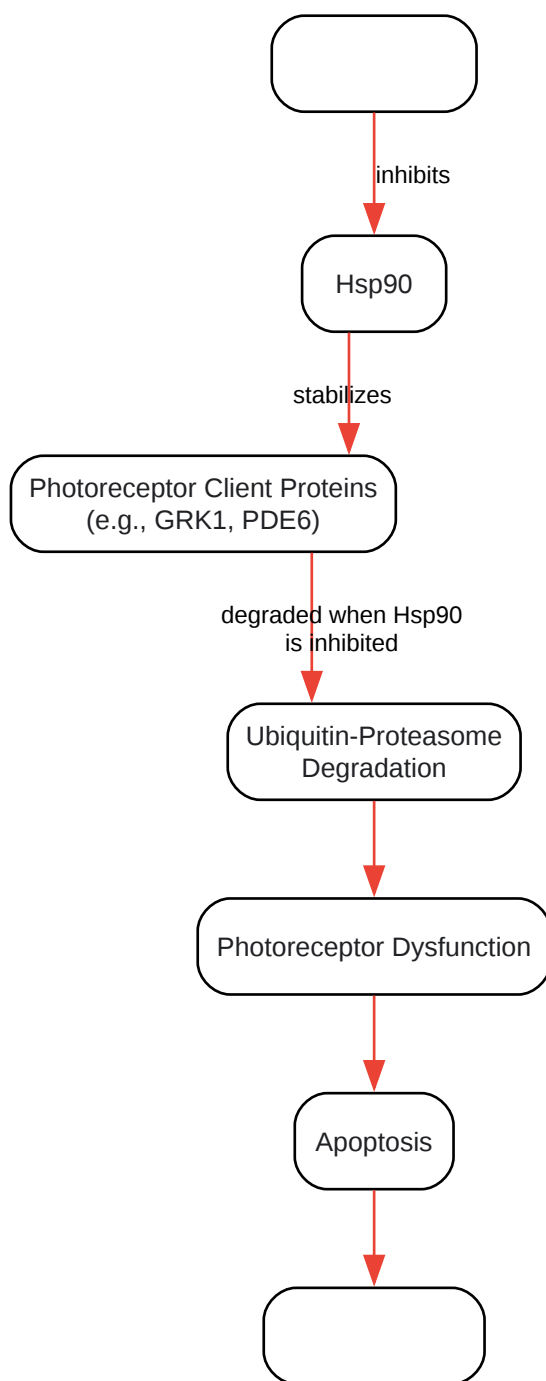 inhibits
Hsp90
stabilizes
Photoreceptor Client Proteins
(e.g., GRK1, PDE6)
degraded when Hsp90
is inhibited
Ubiquitin-Proteasome
Degradation
Photoreceptor Dysfunction
Apoptosis